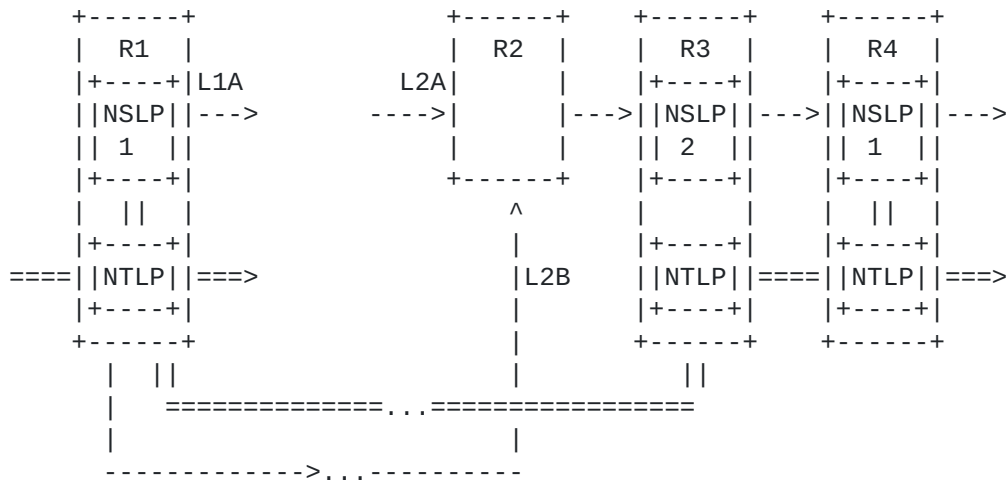 +------+ +------+ +------+ +------+
| R1 | | R2 | | R3 | | R4 |
|+----+|L1A L2A| | |+----+| |+----+|
||NSLP||---> ---->| |--->||NSLP||--->||NSLP||--->
|| 1 || | | || 2 || || 1 ||
|+----+| +------+ |+----+| |+----+|
| || | ^ | | | || |
|+----+| | |+----+| |+----+|
====||NTLP||===> |L2B ||NTLP||====||NTLP||===>
|+----+| | |+----+| |+----+|
+------+ | +------+ +------+
| || | ||
| ==============...=================
| |
------------->...----------